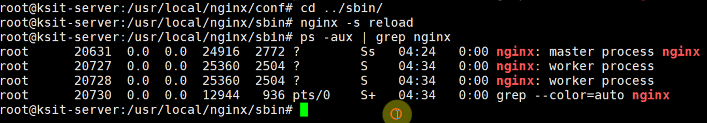 root@ksit-server:/usr/local/nginx/conf# cd ../sbin/
root@ksit-server:/usr/local/nginx/sbin# nginx -s reload
root@ksit-server:/usr/local/nginx/sbin# ps -aux | grep nginx
root     20631  0.0  0.0  24916  2772 ?        Ss   04:24   0:00 nginx: master process nginx
root     20727  0.0  0.0  25360  2504 ?        S    04:34   0:00 nginx: worker process
root     20728  0.0  0.0  25360  2504 ?        S    04:34   0:00 nginx: worker process
root     20730  0.0  0.0  12944   936 pts/0    S+   04:34   0:00 grep --color=auto nginx
root@ksit-server:/usr/local/nginx/sbin#